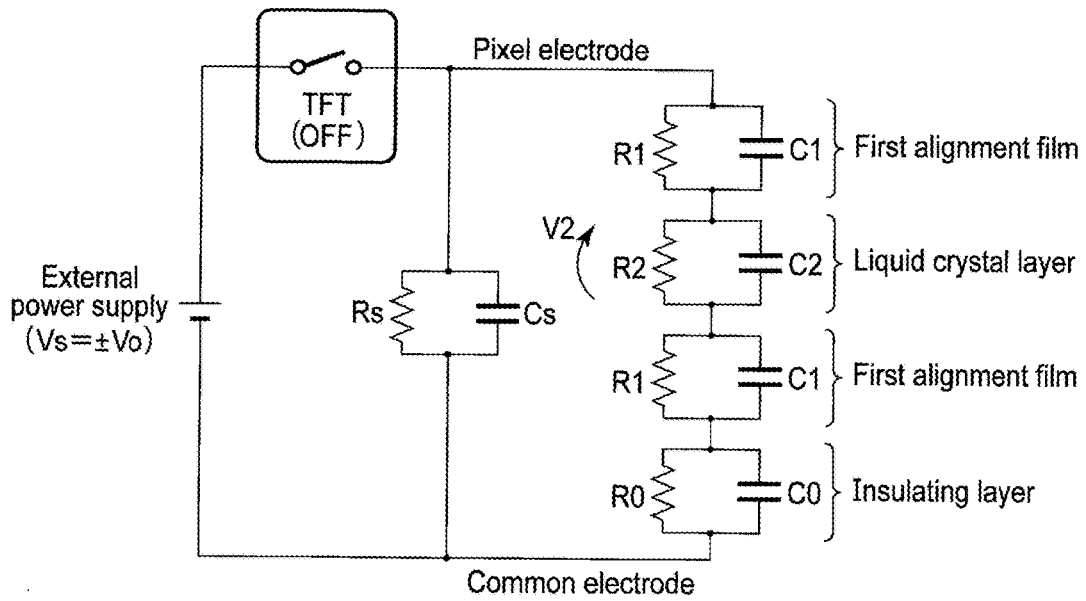 Pixel electrode
TFT
(OFF)
R1
C1
First alignment film
V2
R2
C2
Liquid crystal layer
External
power supply
(Vs=±Vo)
Rs
Cs
R1
C1
First alignment film
R0
C0
Insulating layer
Common electrode